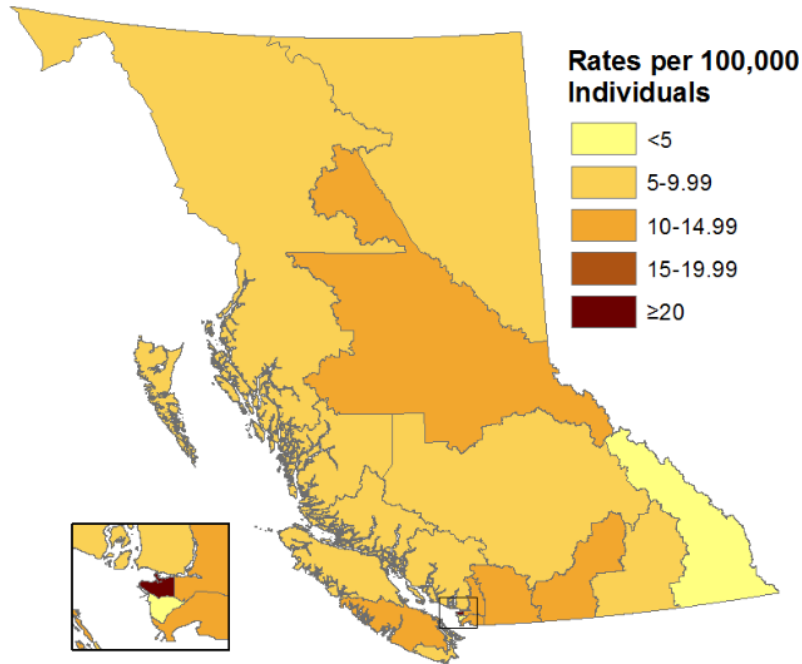 Rates per 100,000
Individuals
<5
5-9.99
10-14.99
15-19.99
≥20